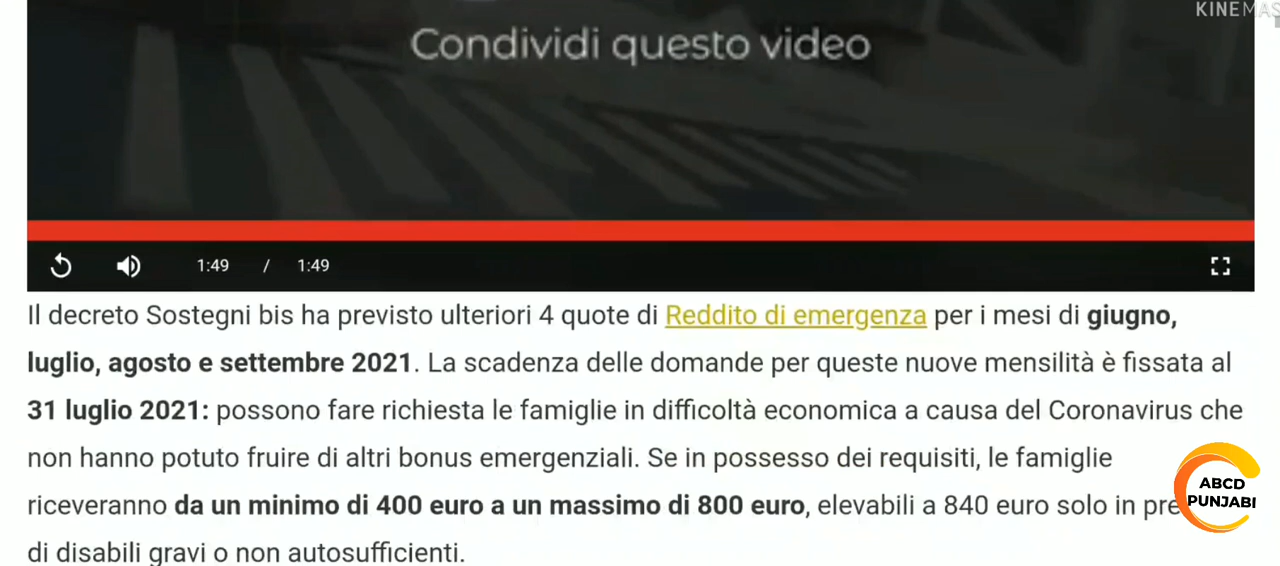 KINEMAS
Condividi questo video
1:49 / 1:49
Il decreto Sostegni bis ha previsto ulteriori 4 quote di Reddito di emergenza per i mesi di giugno,
luglio, agosto e settembre 2021. La scadenza delle domande per queste nuove mensilità è fissata al
31 luglio 2021: possono fare richiesta le famiglie in difficoltà economica a causa del Coronavirus che
non hanno potuto fruire di altri bonus emergenziali. Se in possesso dei requisiti, le famiglie
riceveranno da un minimo di 400 euro a un massimo di 800 euro, elevabili a 840 euro solo in pre
di disabili gravi o non autosufficienti.
ABCD
PUNJABI